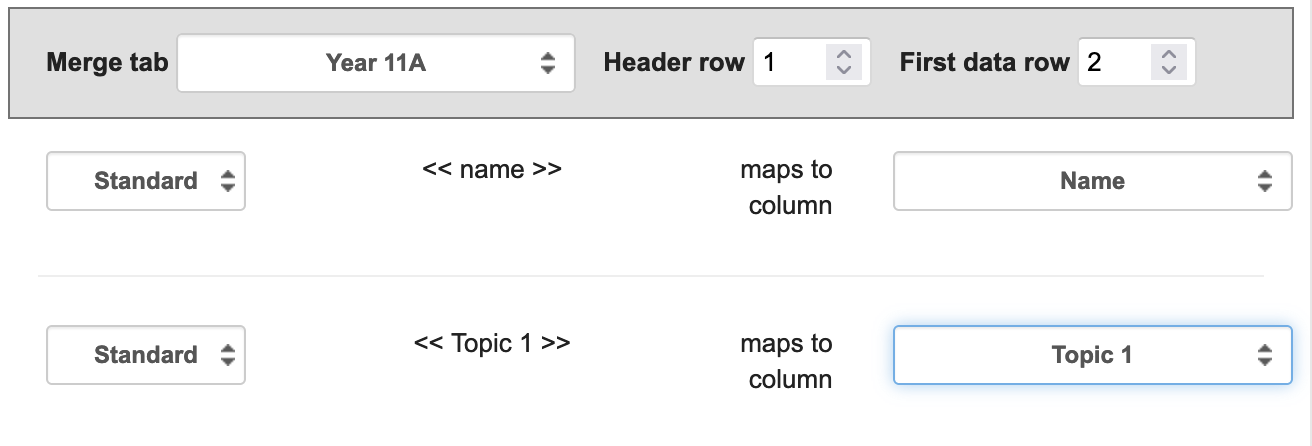 Merge tab Year 11A Header row 1 First data row 2
Standard << name >> maps to column Name
Standard << Topic 1 >> maps to column Topic 1